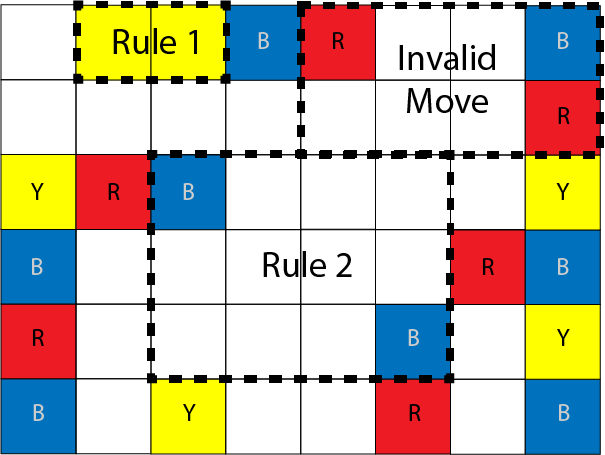 Rule 1 B R Invalid B
Move R
Y R B Y
B Rule 2 R B
R B Y
B Y R B